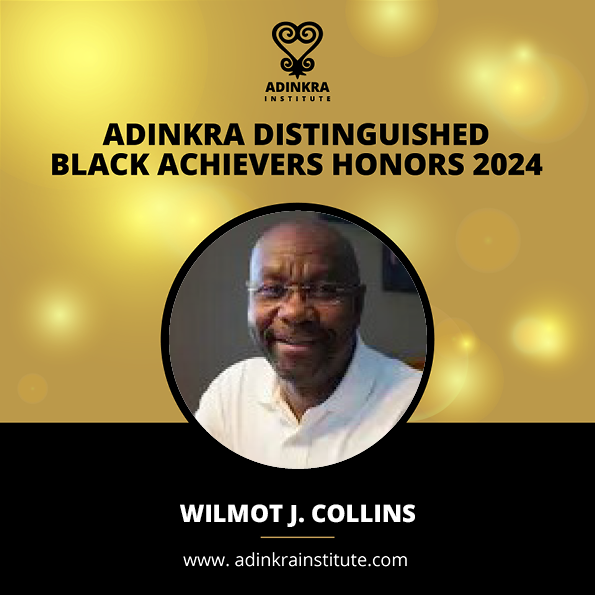 ADINKRA
INSTITUTE
ADINKRA DISTINGUISHED
BLACK ACHIEVERS HONORS 2024
WILMOT J. COLLINS
www. adinkrainstitute.com